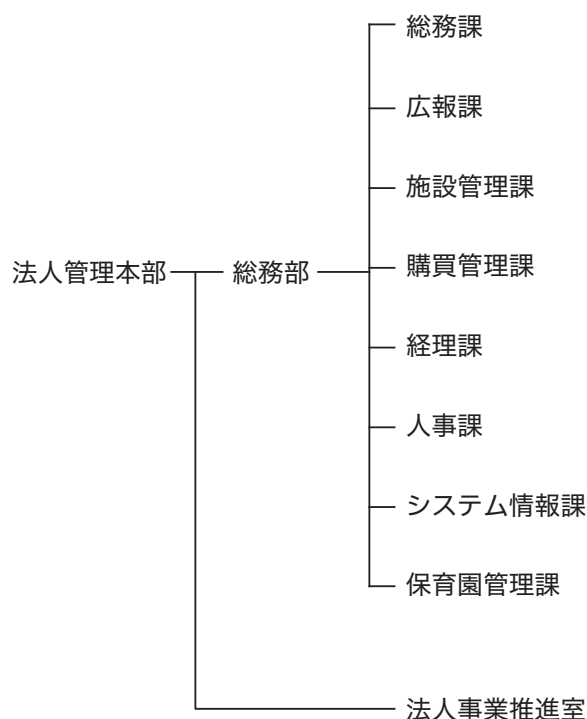 総務課
広報課
施設管理課
法人管理本部
総務部
購買管理課
経理課
人事課
システム情報課
保育園管理課
法人事業推進室